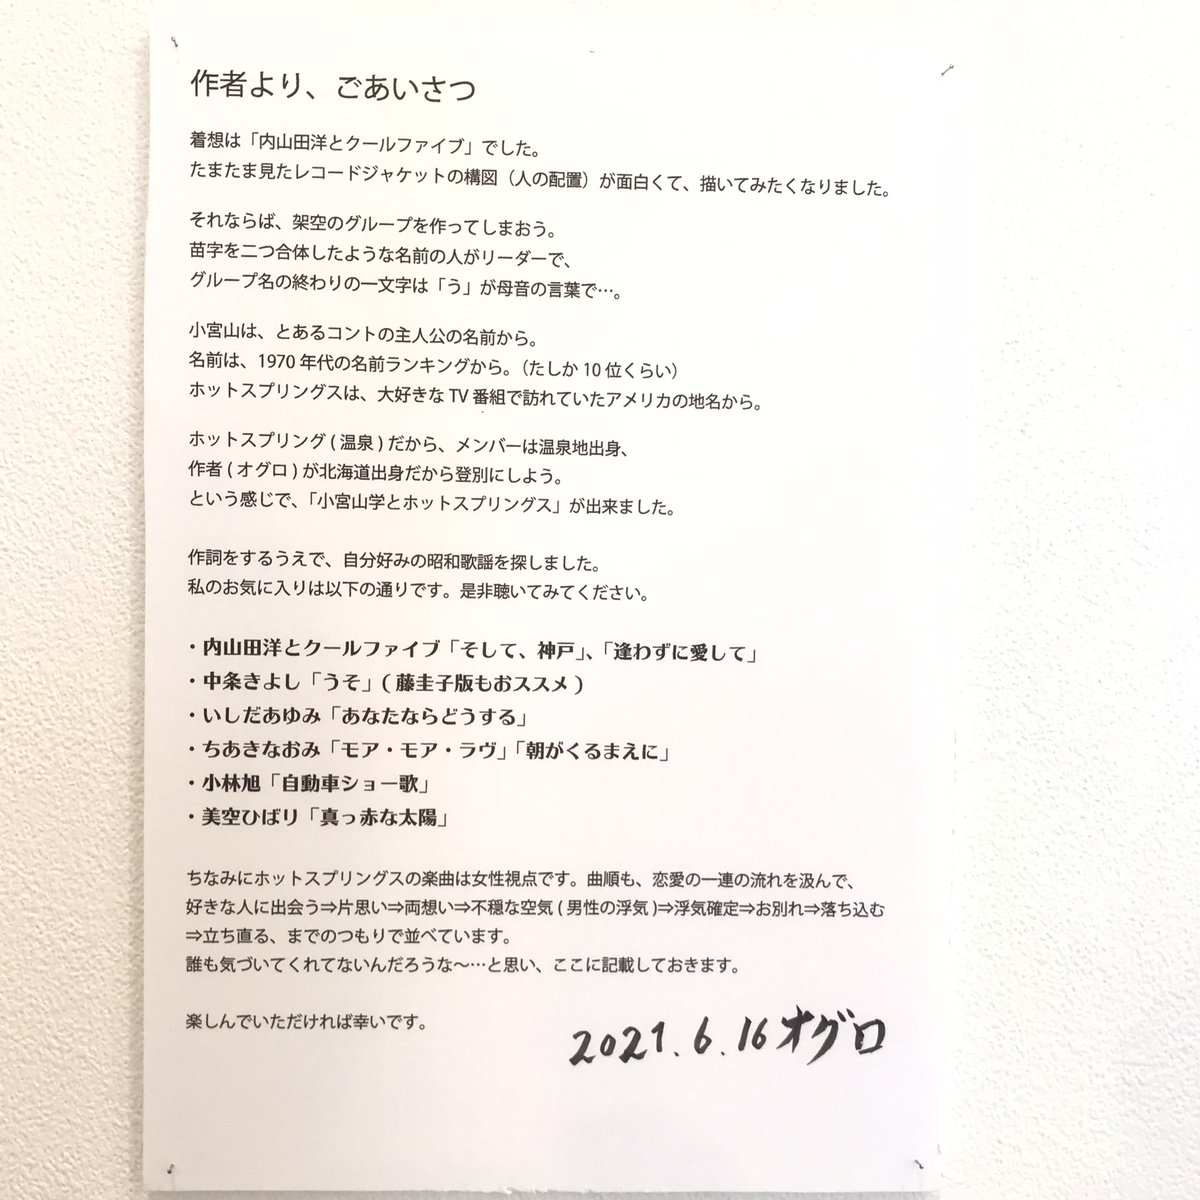 作者より、ごあいさつ
着想は「内山田洋とクールファイブ」でした。
たまたま見たレコードジャケットの構図（人の配置）が面白くて、描いてみたくなりました。
それならば、架空のグループを作ってしまおう。
苗字を二つ合体したような名前の人がリーダーで、
グループ名の終わりの一文字は「う」が母音の言葉で…。
小宮山は、とあるコントの主人公の名前から。
名前は、1970 年代の名前ランキングから。（たしか 10 位くらい）
ホットスプリングスは、大好きな TV 番組で訪れていたアメリカの地名から。
ホットスプリング ( 温泉 ) だから、メンバーは温泉地出身、
作者 ( オグロ ) が北海道出身だから登別にしよう。
という感じで、「小宮山学とホットスプリングス」が出来ました。
作詞をするうえで、自分好みの昭和歌謡を探しました。
私のお気に入りは以下の通りです。是非聴いてみてください。
・内山田洋とクールファイブ「そして、神戸」、「逢わずに愛して」
・中条きよし「うそ」( 藤圭子版もおススメ )
・いしだあゆみ「あなたならどうする」
・ちあきなおみ「モア・モア・ラヴ」「朝がくるまえに」
・小林旭「自動車ショー歌」
・美空ひばり「真っ赤な太陽」
ちなみにホットスプリングスの楽曲は女性視点です。曲順も、恋愛の一連の流れを汲んで、
好きな人に出会う⇒片思い⇒両想い⇒不穏な空気 ( 男性の浮気 )⇒浮気確定⇒お別れ⇒落ち込む
⇒立ち直る、までのつもりで並べています。
誰も気づいてくれてないんだろうな～…と思い、ここに記載しておきます。
楽しんでいただければ幸いです。
2021.6.16 オグロ